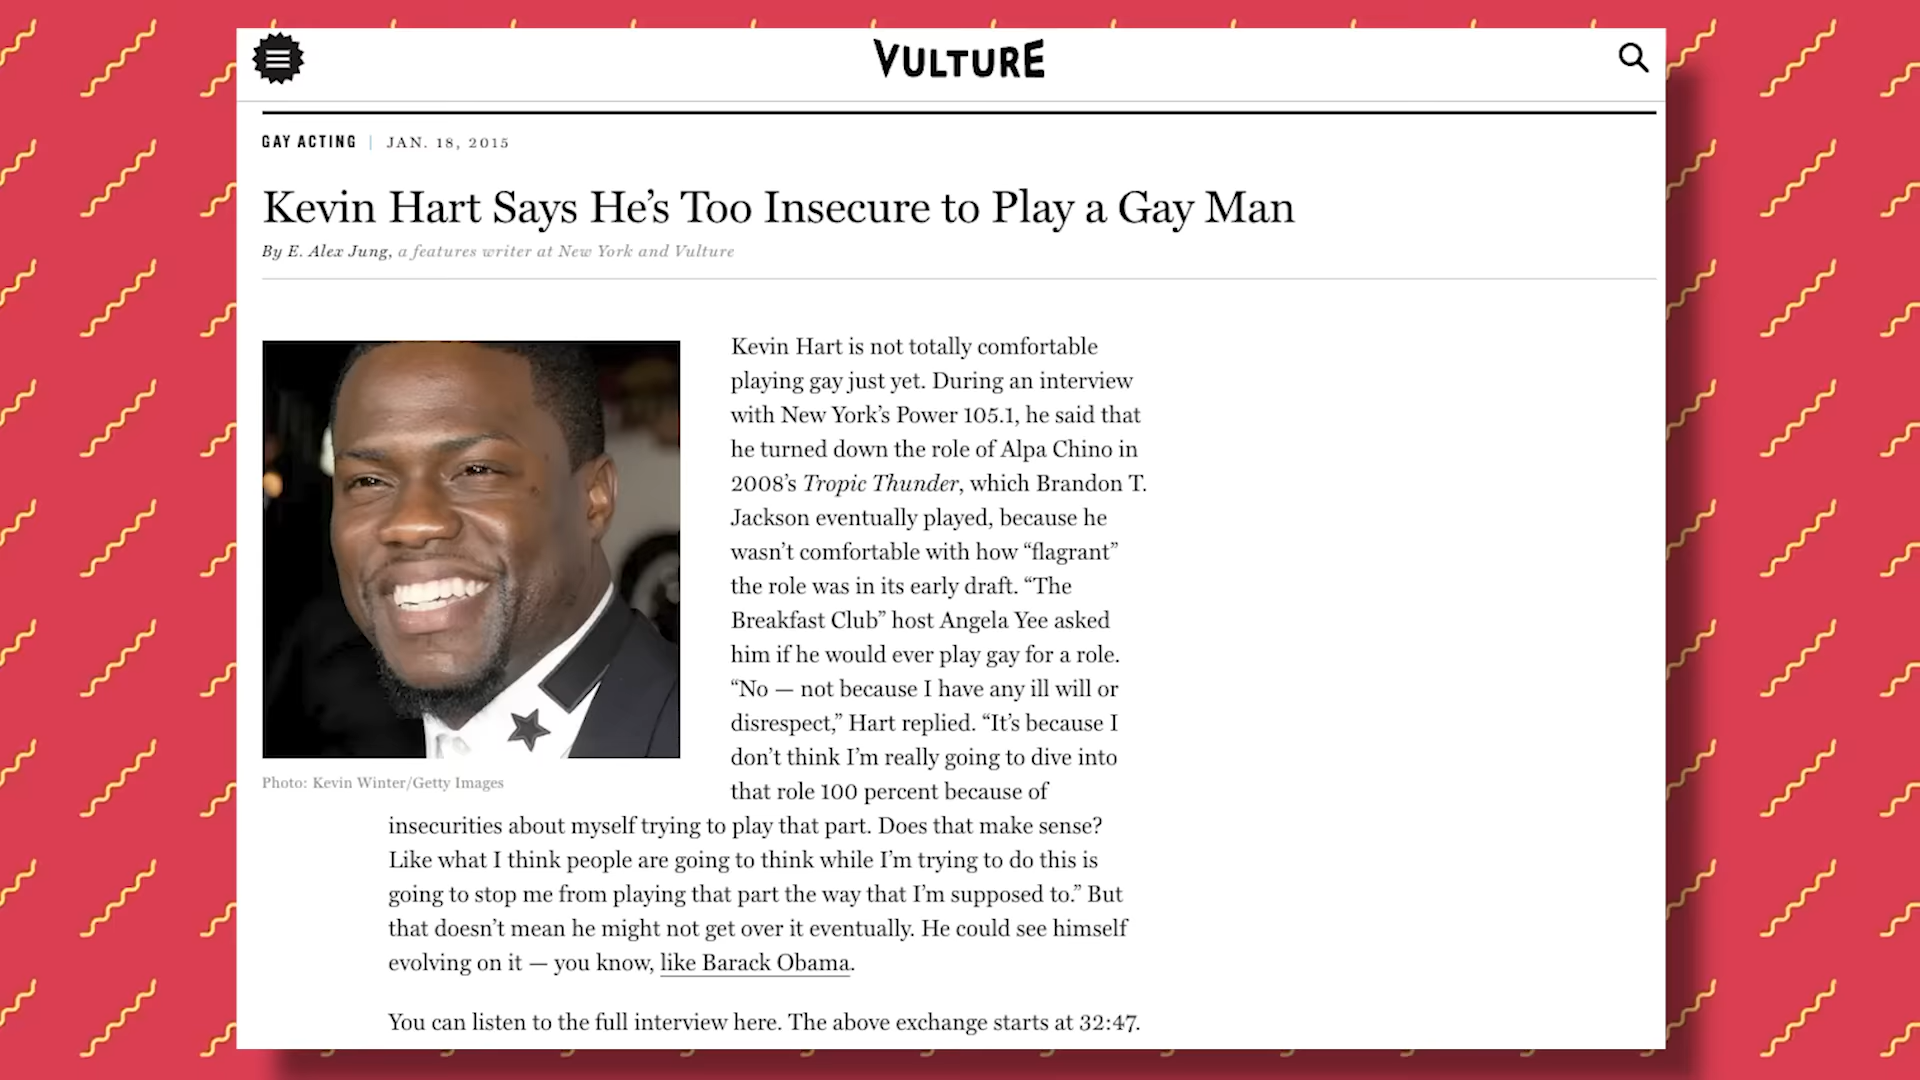 VULTURE
GAY ACTING | JAN. 18, 2015
Kevin Hart Says He's Too Insecure to Play a Gay Man
By E. Alex Jung, a features writer at New York and Vulture
Kevin Hart is not totally comfortable
playing gay just yet. During an interview
with New York's Power 105.1, he said that
he turned down the role of Alpa Chino in
2008's Tropic Thunder, which Brandon T.
Jackson eventually played, because he
wasn't comfortable with how “flagrant”
the role was in its early draft. “The
Breakfast Club” host Angela Yee asked
him if he would ever play gay for a role.
“No — not because I have any ill will or
disrespect,” Hart replied. “It's because I
don't think I'm really going to dive into
that role 100 percent because of
Photo: Kevin Winter/Getty Images
insecurities about myself trying to play that part. Does that make sense?
Like what I think people are going to think while I'm trying to do this is
going to stop me from playing that part the way that I'm supposed to.” But
that doesn't mean he might not get over it eventually. He could see himself
evolving on it — you know, like Barack Obama.
You can listen to the full interview here. The above exchange starts at 32:47.